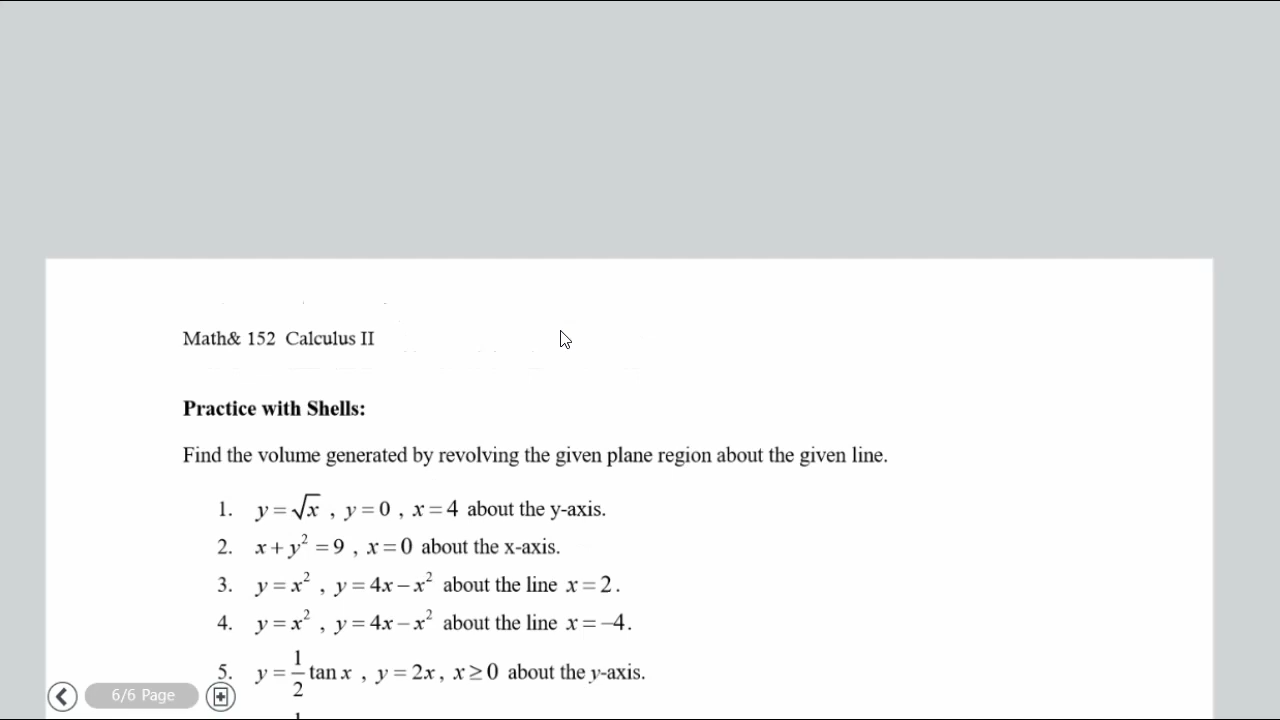 Math& 152 Calculus II
Practice with Shells:
Find the volume generated by revolving the given plane region about the given line.
1. y = √x , y = 0 , x = 4 about the y-axis.
2. x + y² = 9 , x = 0 about the x-axis.
3. y = x² , y = 4x − x² about the line x = 2.
4. y = x² , y = 4x − x² about the line x = −4.
5. y = 1/2 tan x , y = 2x, x ≥ 0 about the y-axis.
6/6 Page